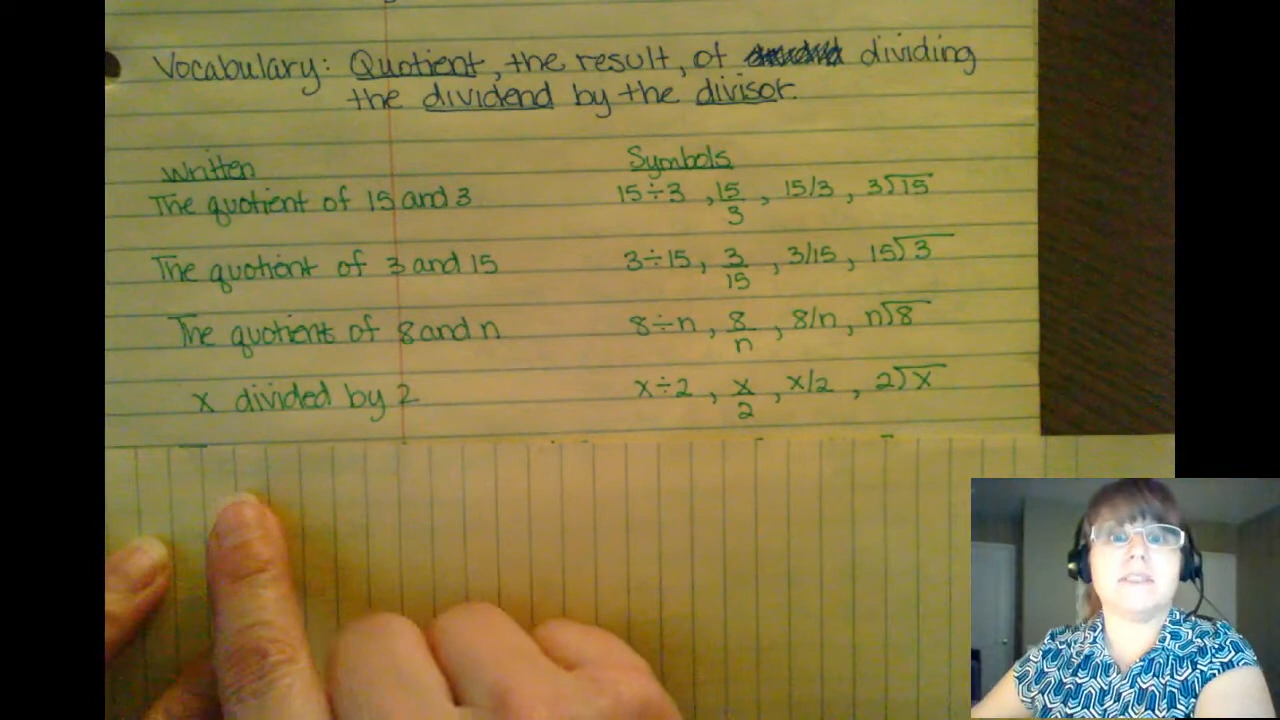 Vocabulary: Quotient, the result, of dividing
the dividend by the divisor.
Written Symbols
The quotient of 15 and 3 15÷3, 15/3, 15/3, 3⟌15
The quotient of 3 and 15 3÷15, 3/15, 3/15, 15⟌3
The quotient of 8 and n 8÷n, 8/n, 8/n, n⟌8
x divided by 2 x÷2, x/2, x/2, 2⟌x